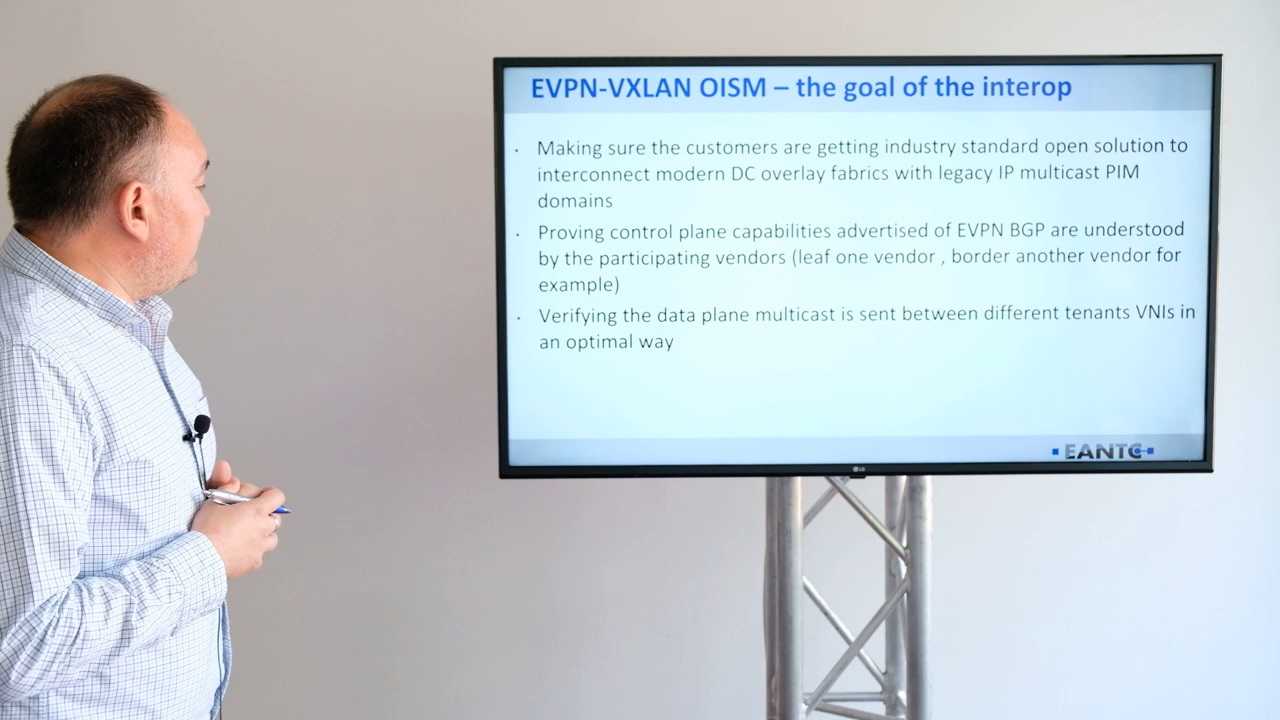 EVPN-VXLAN OISM – the goal of the interop
· Making sure the customers are getting industry standard open solution to
interconnect modern DC overlay fabrics with legacy IP multicast PIM
domains
· Proving control plane capabilities advertised of EVPN BGP are understood
by the participating vendors (leaf one vendor , border another vendor for
example)
· Verifying the data plane multicast is sent between different tenants VNIs in
an optimal way
EANTC
LG